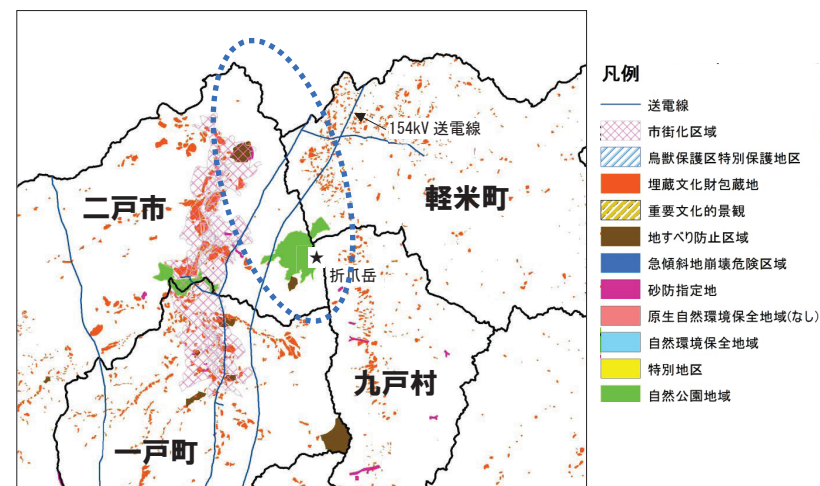 154kV 送電線
二戸市
軽米町
★
折爪岳
九戸村
一戸町
凡例
送電線
市街化区域
鳥獣保護区特別保護地区
埋蔵文化財包蔵地
重要文化的景観
地すべり防止区域
急傾斜地崩壊危険区域
砂防指定地
原生自然環境保全地域(なし)
自然環境保全地域
特別地区
自然公園地域